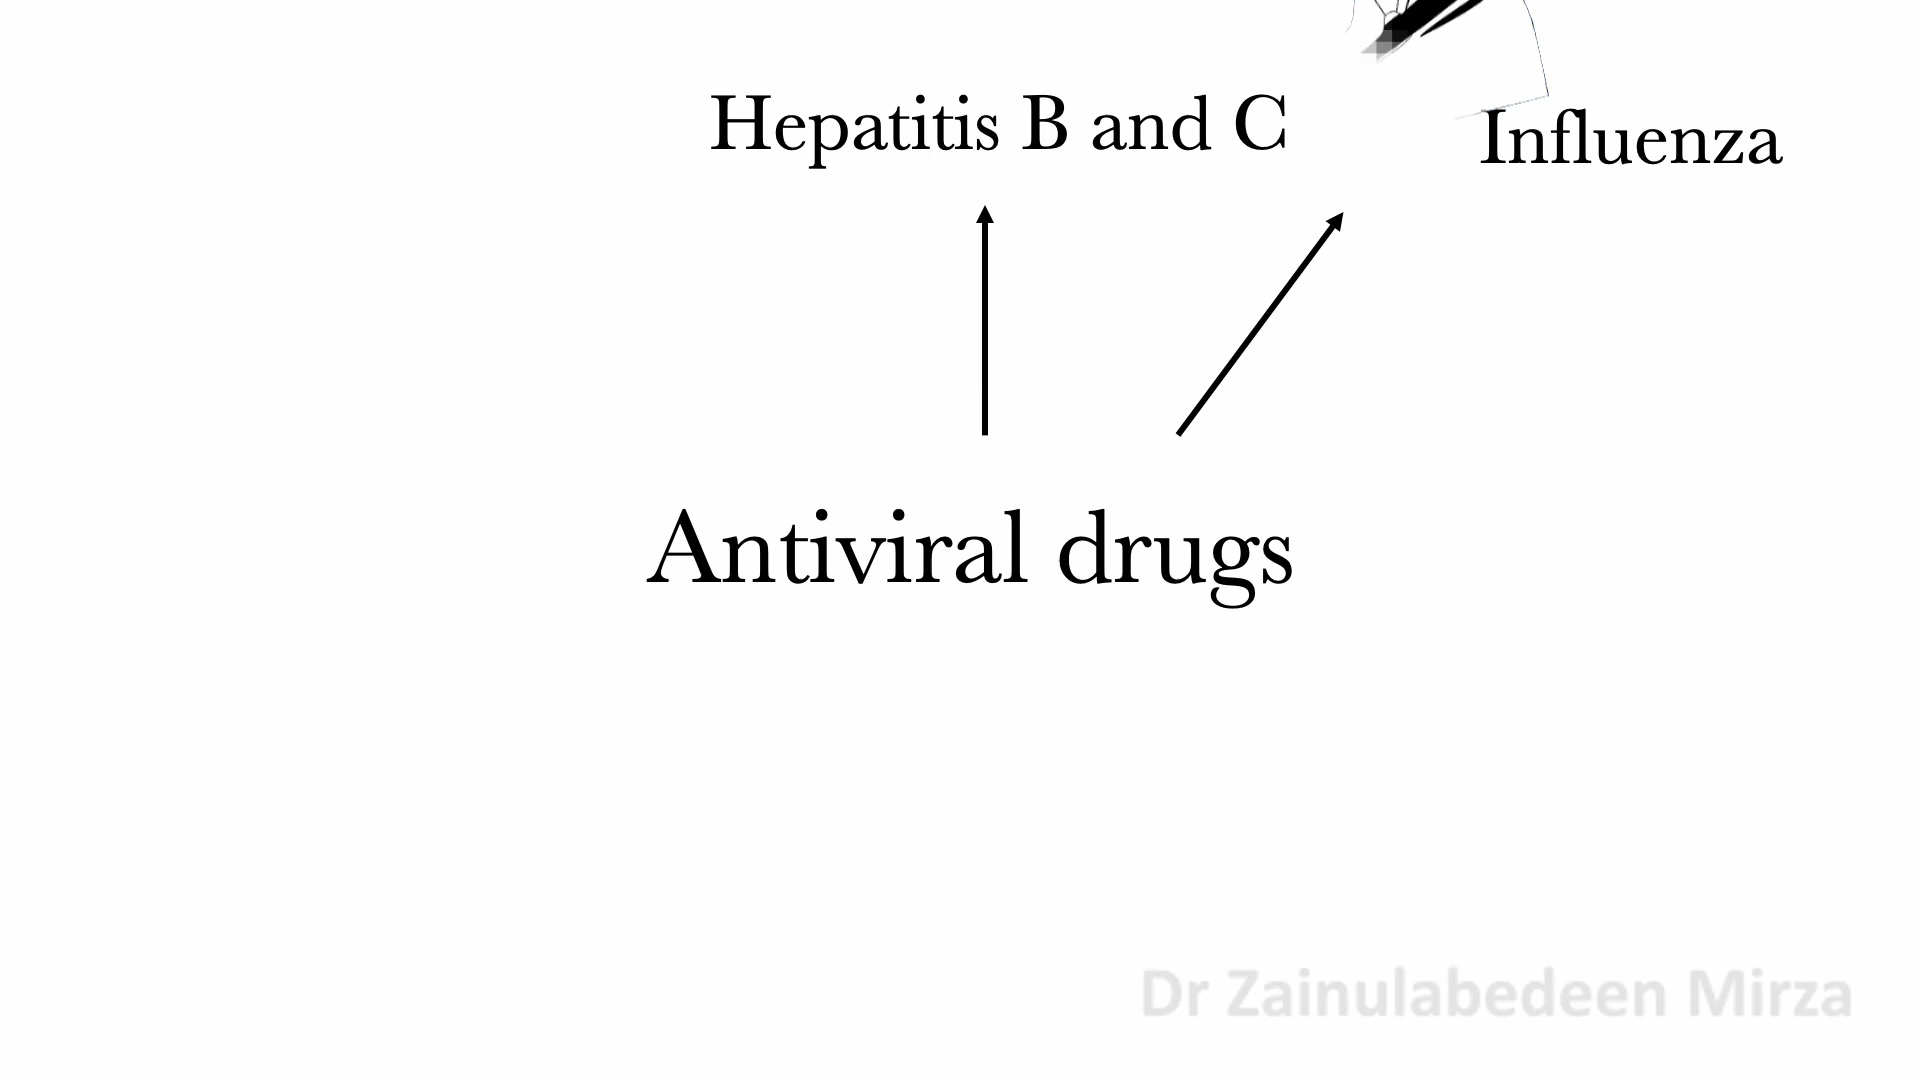 Hepatitis B and C
Influenza
Antiviral drugs
Dr Zainulabedeen Mirza